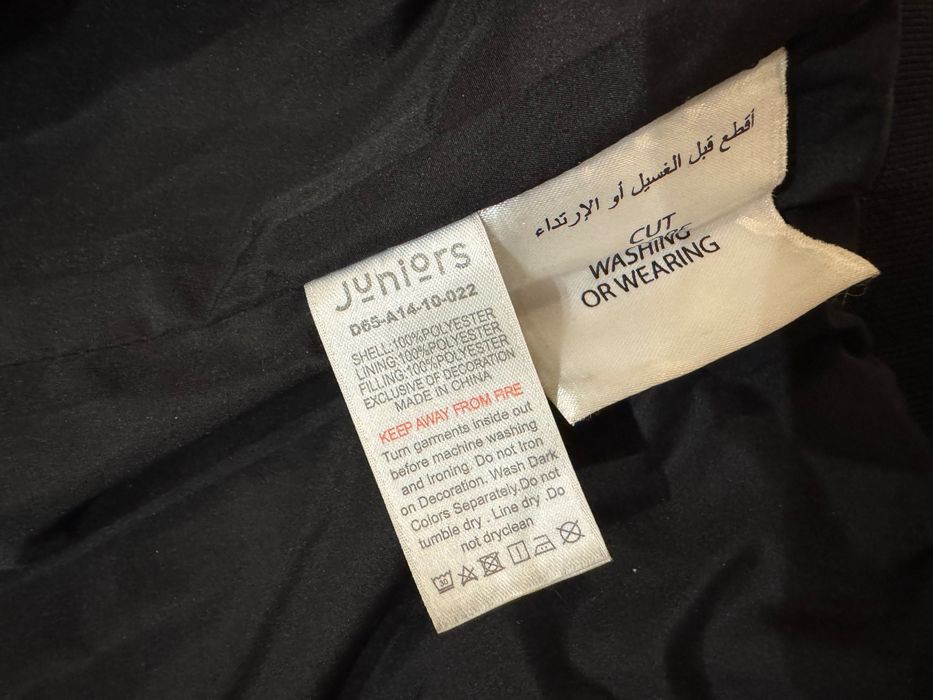 Juniors
D65-A14-10-022
SHELL:100%POLYESTER
LINING:100%POLYESTER
FILLING:100%POLYESTER
EXCLUSIVE OF DECORATION
MADE IN CHINA
KEEP AWAY FROM FIRE
Turn garments inside out
before machine washing
and Ironing. Do not Iron
on Decoration. Wash Dark
Colors Separately.Do not
tumble dry . Line dry .Do
not dryclean
30
أقطع قبل الغسيل أو الإرتداء
CUT
WASHING
OR WEARING